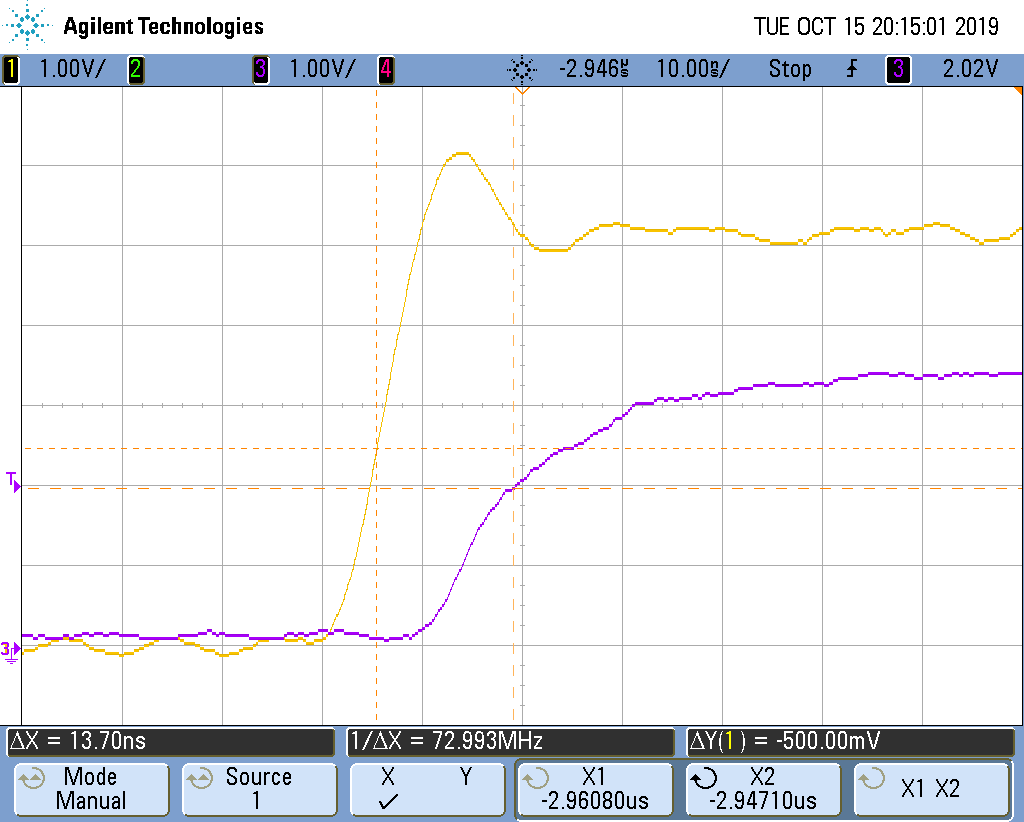 Agilent Technologies TUE OCT 15 20:15:01 2019
1 1.00V/ 2 3 1.00V/ 4 -2.946µs 10.00ns/ Stop 3 2.02V
T
3
ΔX = 13.70ns 1/ΔX = 72.993MHz ΔY(1) = -500.00mV
Mode Source X Y X1 X2 X1 X2
Manual 1 -2.96080us -2.94710us